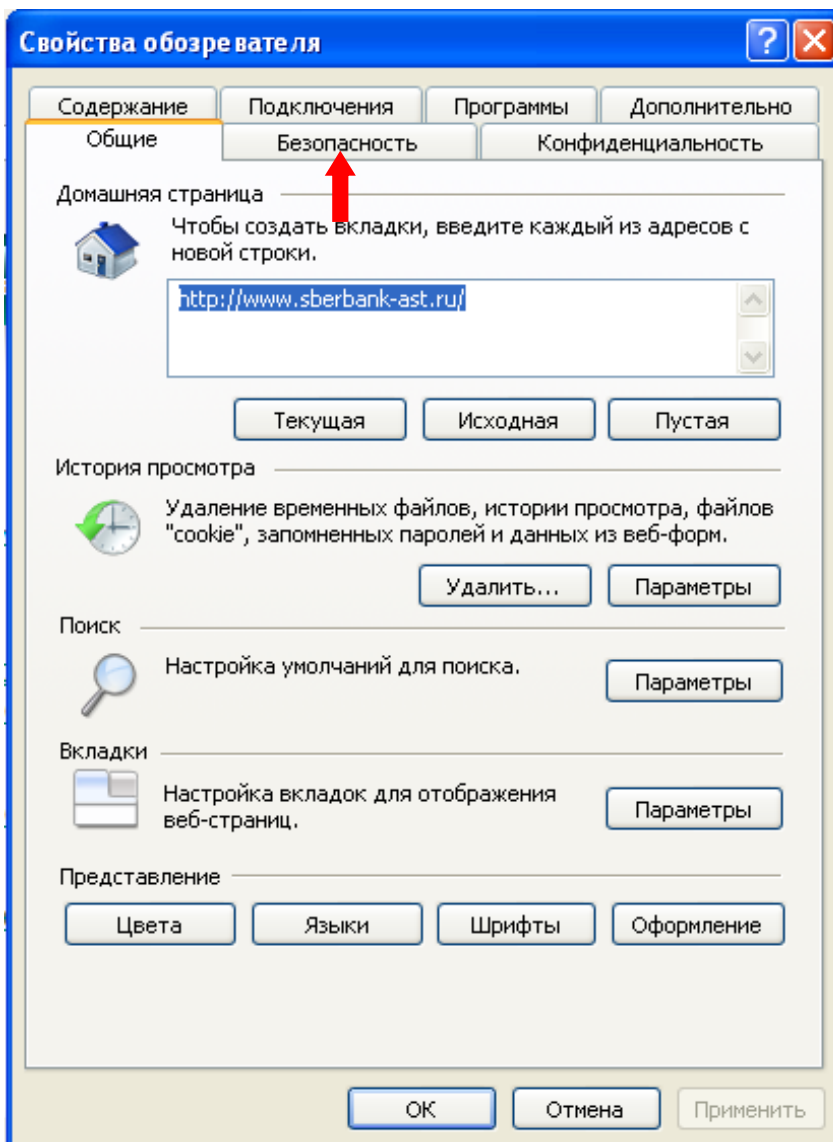 Свойства обозревателя
Содержание Подключения Программы Дополнительно
Общие Безопасность Конфиденциальность
Домашняя страница
Чтобы создать вкладки, введите каждый из адресов с
новой строки.
http://www.sberbank-ast.ru/
Текущая Исходная Пустая
История просмотра
Удаление временных файлов, истории просмотра, файлов
"cookie", запомненных паролей и данных из веб-форм.
Удалить... Параметры
Поиск
Настройка умолчаний для поиска.
Параметры
Вкладки
Настройка вкладок для отображения
веб-страниц.
Параметры
Представление
Цвета Языки Шрифты Оформление
ОК Отмена Применить